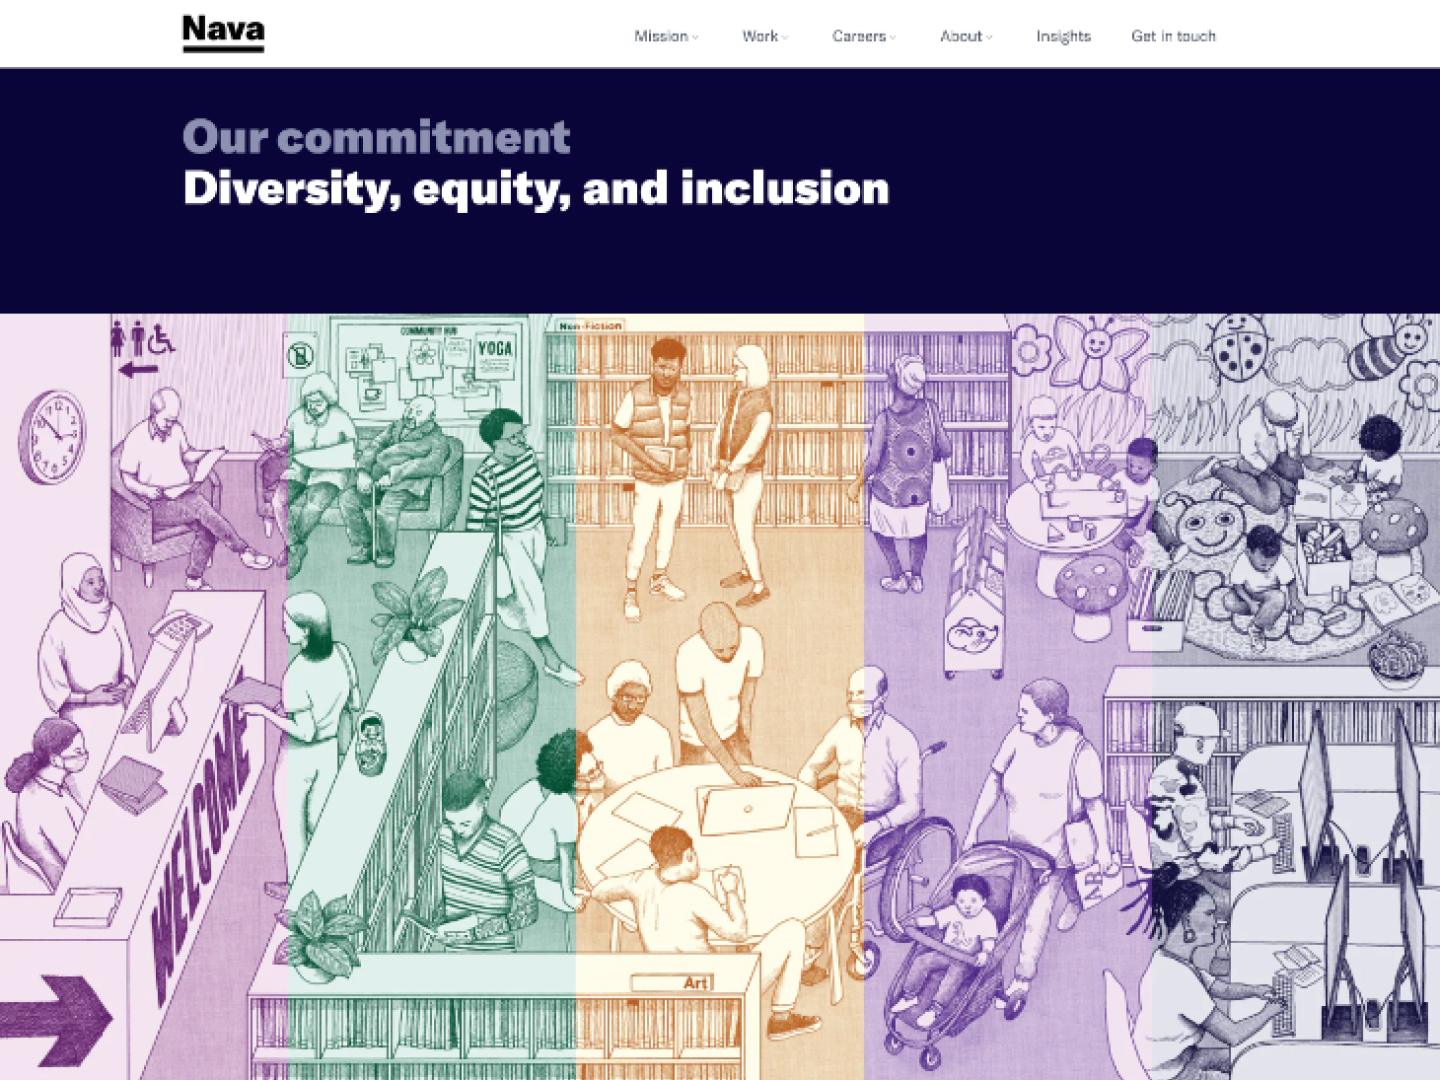 Nava
Mission
Work
Careers
About
Insights
Get in touch
Our commitment
Diversity, equity, and inclusion
COMMUNITY HUB
YOGA
Non-Fiction
WELCOME
Art